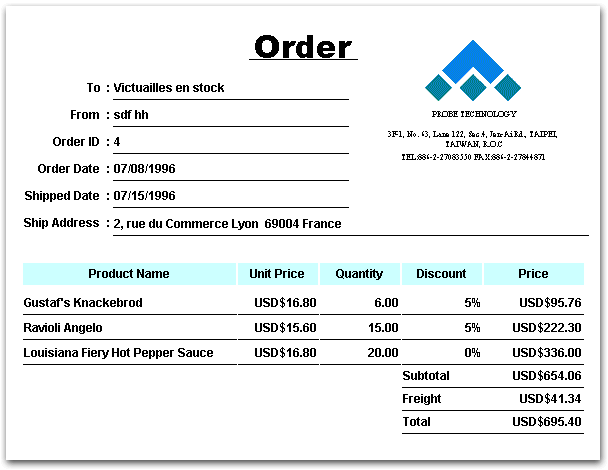 Order
To : Victuailles en stock
From : sdf hh
Order ID : 4
Order Date : 07/08/1996
Shipped Date : 07/15/1996
Ship Address : 2, rue du Commerce Lyon 69004 France
PROBE TECHNOLOGY
3F-1, No. 63, Lane 122, Sec.4, Jen-Ai Rd., TAIPEI,
TAIWAN, R.O.C
TEL:886-2-27083550 FAX:886-2-27844871
Product Name Unit Price Quantity Discount Price
Gustaf's Knackebrod USD$16.80 6.00 5% USD$95.76
Ravioli Angelo USD$15.60 15.00 5% USD$222.30
Louisiana Fiery Hot Pepper Sauce USD$16.80 20.00 0% USD$336.00
Subtotal USD$654.06
Freight USD$41.34
Total USD$695.40